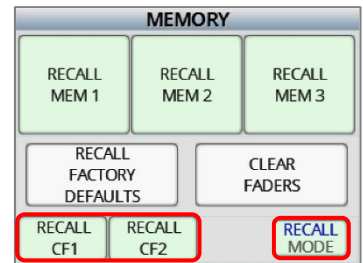 MEMORY
RECALL
MEM 1
RECALL
MEM 2
RECALL
MEM 3
RECALL
FACTORY
DEFAULTS
CLEAR
FADERS
RECALL
CF1
RECALL
CF2
RECALL
MODE